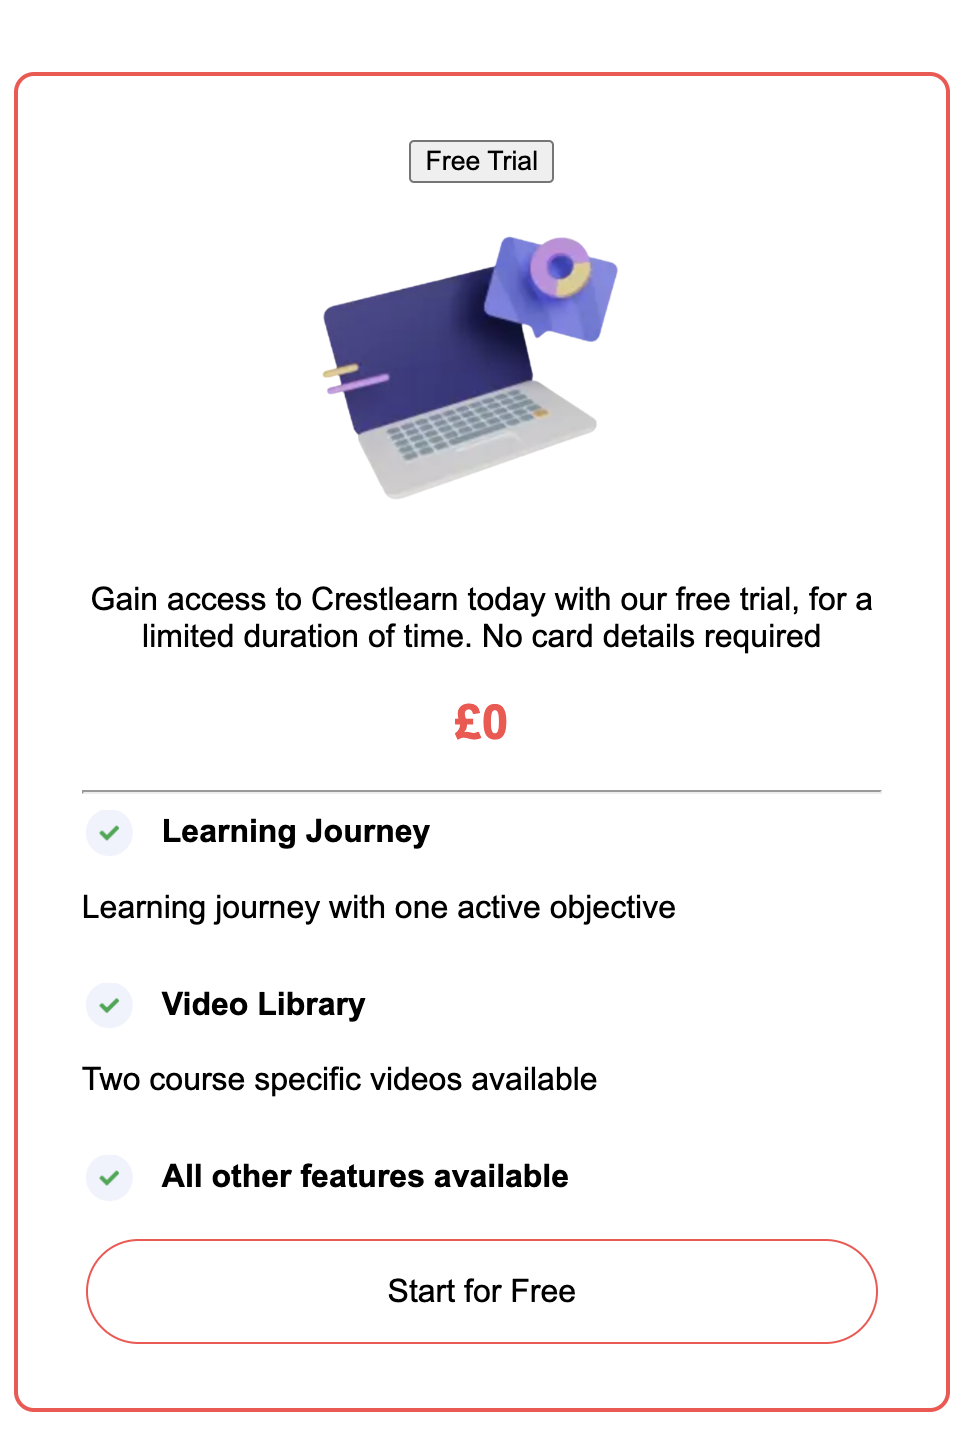 Free Trial
Gain access to Crestlearn today with our free trial, for a
limited duration of time. No card details required
£0
Learning Journey
Learning journey with one active objective
Video Library
Two course specific videos available
All other features available
Start for Free